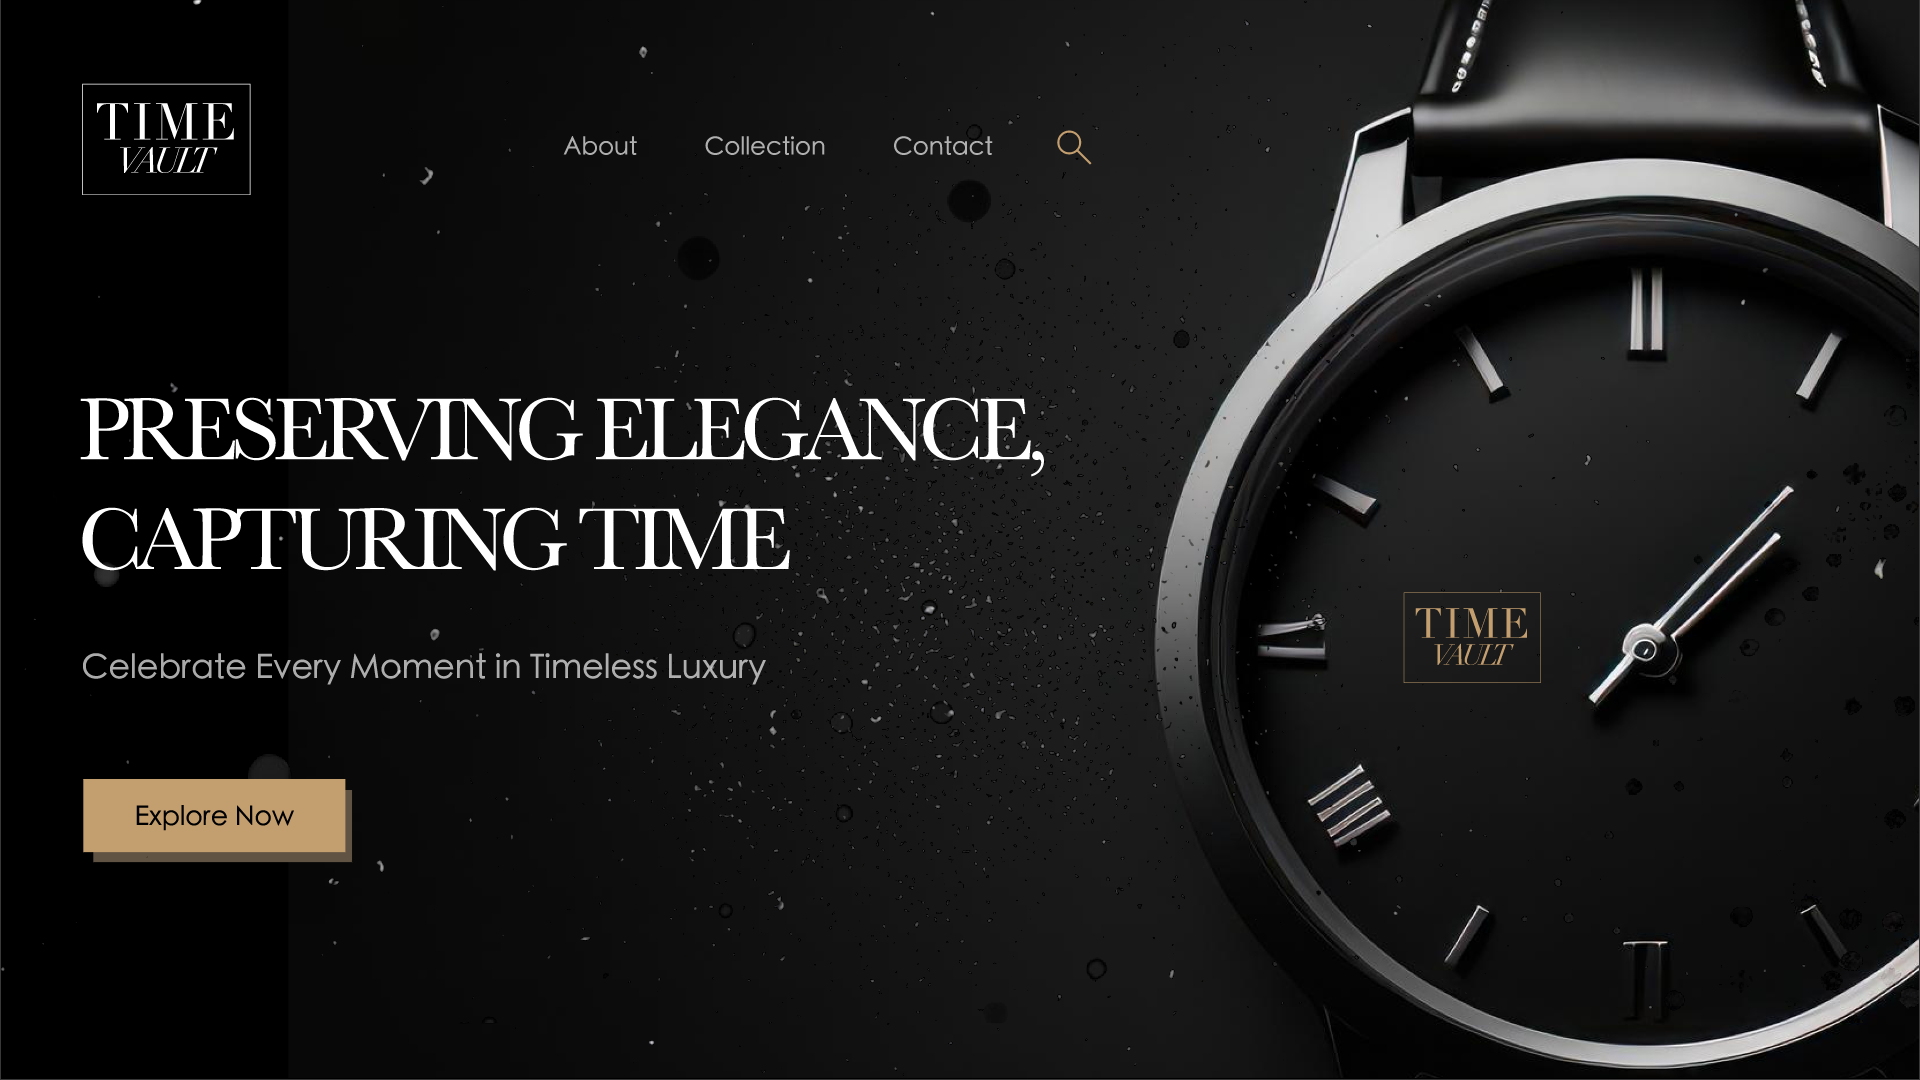 TIME
VAULT
About
Collection
Contact
PRESERVING ELEGANCE,
CAPTURING TIME
Celebrate Every Moment in Timeless Luxury
Explore Now
TIME
VAULT